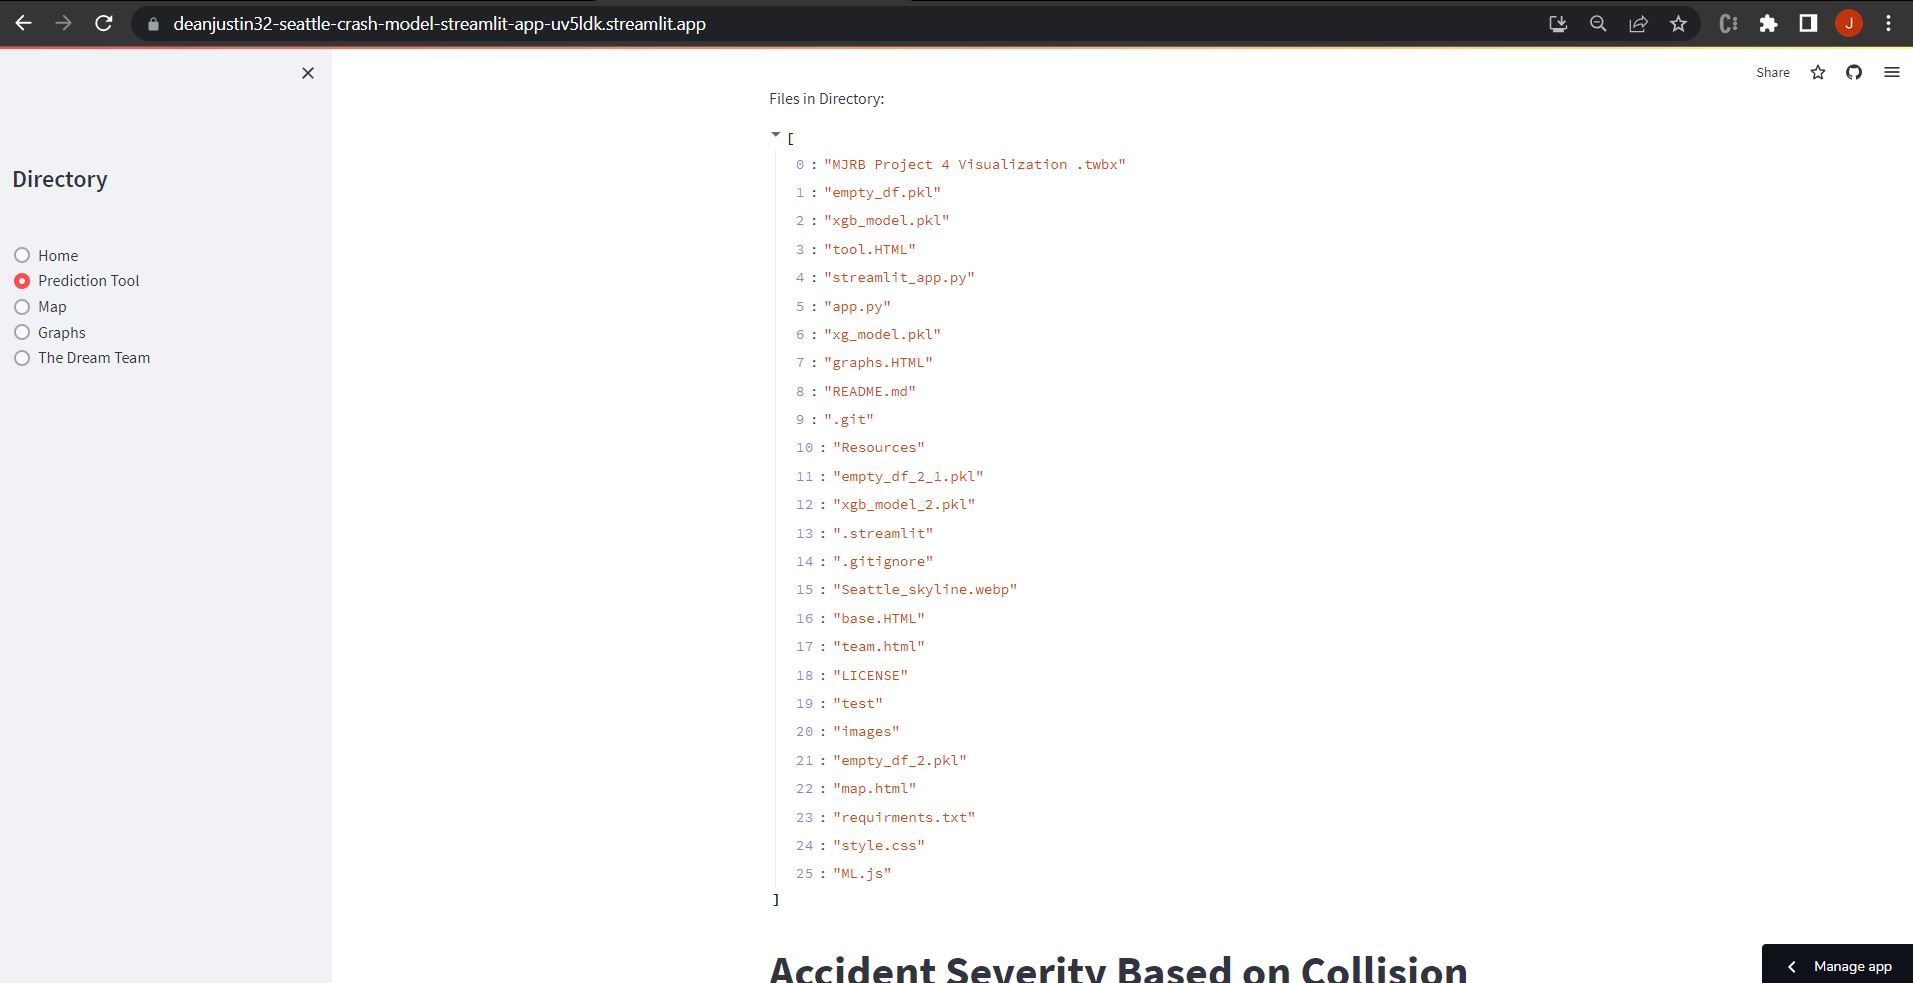 deanjustin32-seattle-crash-model-streamlit-app-uv5ldk.streamlit.app
J
Share
Directory
Home
Prediction Tool
Map
Graphs
The Dream Team
Files in Directory:
[
0 : "MJRB Project 4 Visualization .twbx"
1 : "empty_df.pkl"
2 : "xgb_model.pkl"
3 : "tool.HTML"
4 : "streamlit_app.py"
5 : "app.py"
6 : "xg_model.pkl"
7 : "graphs.HTML"
8 : "README.md"
9 : ".git"
10 : "Resources"
11 : "empty_df_2_1.pkl"
12 : "xgb_model_2.pkl"
13 : ".streamlit"
14 : ".gitignore"
15 : "Seattle_skyline.webp"
16 : "base.HTML"
17 : "team.html"
18 : "LICENSE"
19 : "test"
20 : "images"
21 : "empty_df_2.pkl"
22 : "map.html"
23 : "requirments.txt"
24 : "style.css"
25 : "ML.js"
]
Accident Severity Based on Collision
Manage app